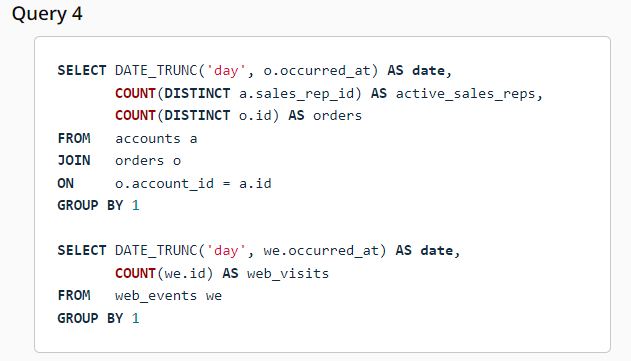 Query 4
SELECT DATE_TRUNC('day', o.occurred_at) AS date,
       COUNT(DISTINCT a.sales_rep_id) AS active_sales_reps,
       COUNT(DISTINCT o.id) AS orders
FROM   accounts a
JOIN   orders o
ON     o.account_id = a.id
GROUP BY 1
SELECT DATE_TRUNC('day', we.occurred_at) AS date,
       COUNT(we.id) AS web_visits
FROM   web_events we
GROUP BY 1